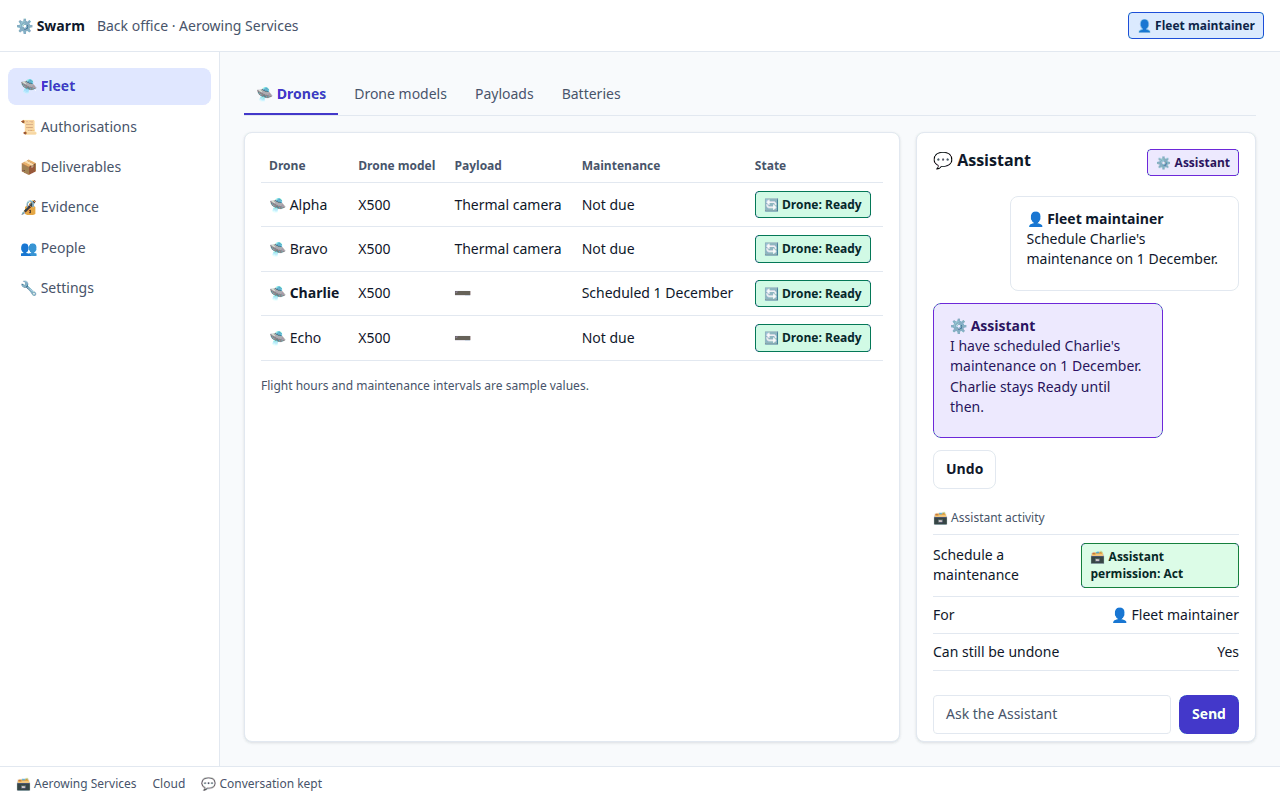 Swarm Back office · Aerowing Services
Fleet maintainer
Fleet
Authorisations
Deliverables
Evidence
People
Settings
Drones Drone models Payloads Batteries
Drone Drone model Payload Maintenance State
Alpha X500 Thermal camera Not due Drone: Ready
Bravo X500 Thermal camera Not due Drone: Ready
Charlie X500 Scheduled 1 December Drone: Ready
Echo X500 Not due Drone: Ready
Flight hours and maintenance intervals are sample values.
Assistant
Assistant
Fleet maintainer
Schedule Charlie's
maintenance on 1 December.
Assistant
I have scheduled Charlie's
maintenance on 1 December.
Charlie stays Ready until
then.
Undo
Assistant activity
Schedule a
maintenance
Assistant
permission: Act
For Fleet maintainer
Can still be undone Yes
Ask the Assistant Send
Aerowing Services Cloud Conversation kept